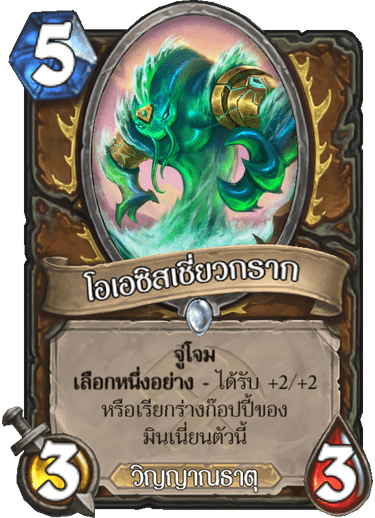 5
โอเอซิสเชี่ยวกราก
จู่โจม
เลือกหนึ่งอย่าง - ได้รับ +2/+2
หรือเรียกร่างก๊อปปี้ของ
มินเนี่ยนตัวนี้
3
วิญญาณธาตุ
3